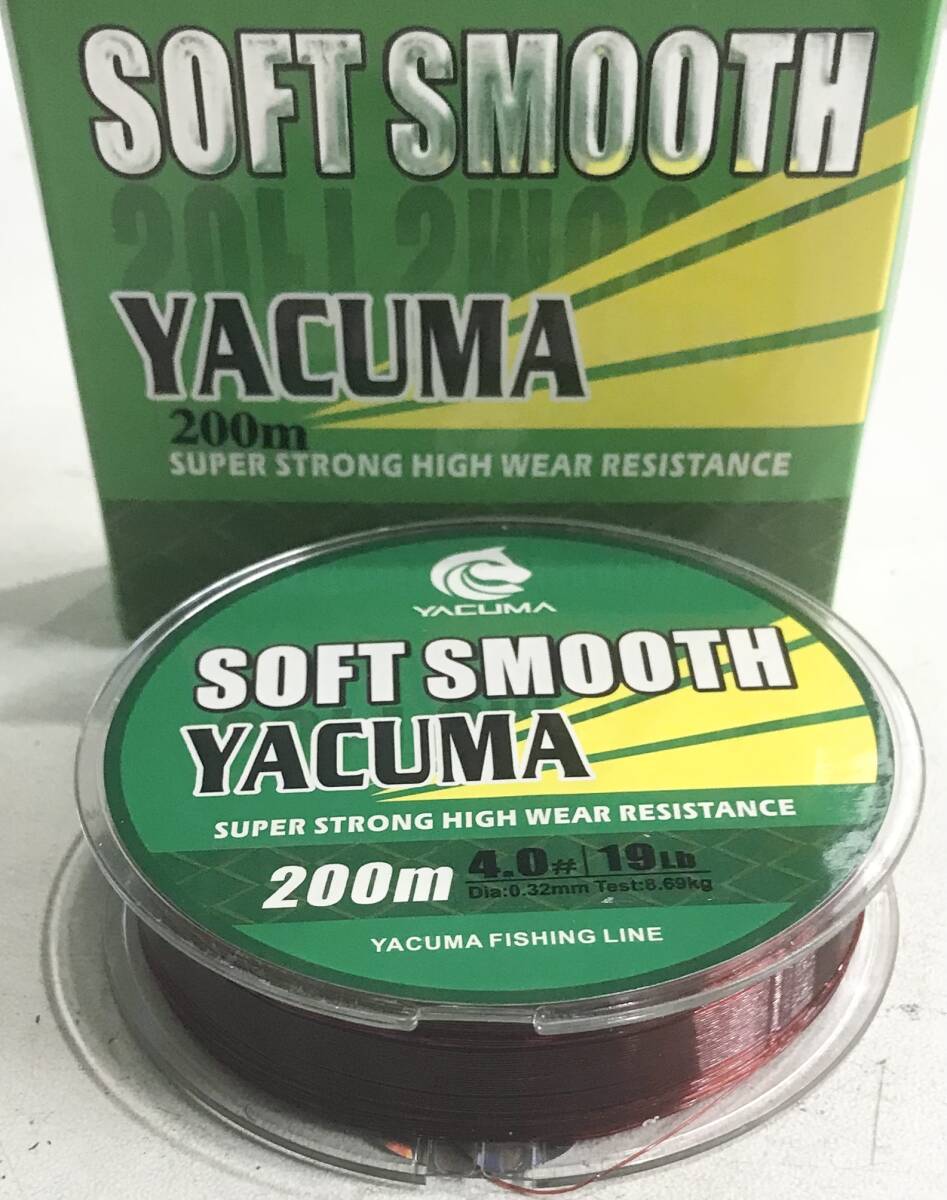 SOFT SMOOTH
YACUMA
200m
SUPER STRONG HIGH WEAR RESISTANCE
YACUMA
SOFT SMOOTH
YACUMA
SUPER STRONG HIGH WEAR RESISTANCE
200m 4.0# 19Lb
Dia:0.32mm Test:8.69kg
YACUMA FISHING LINE